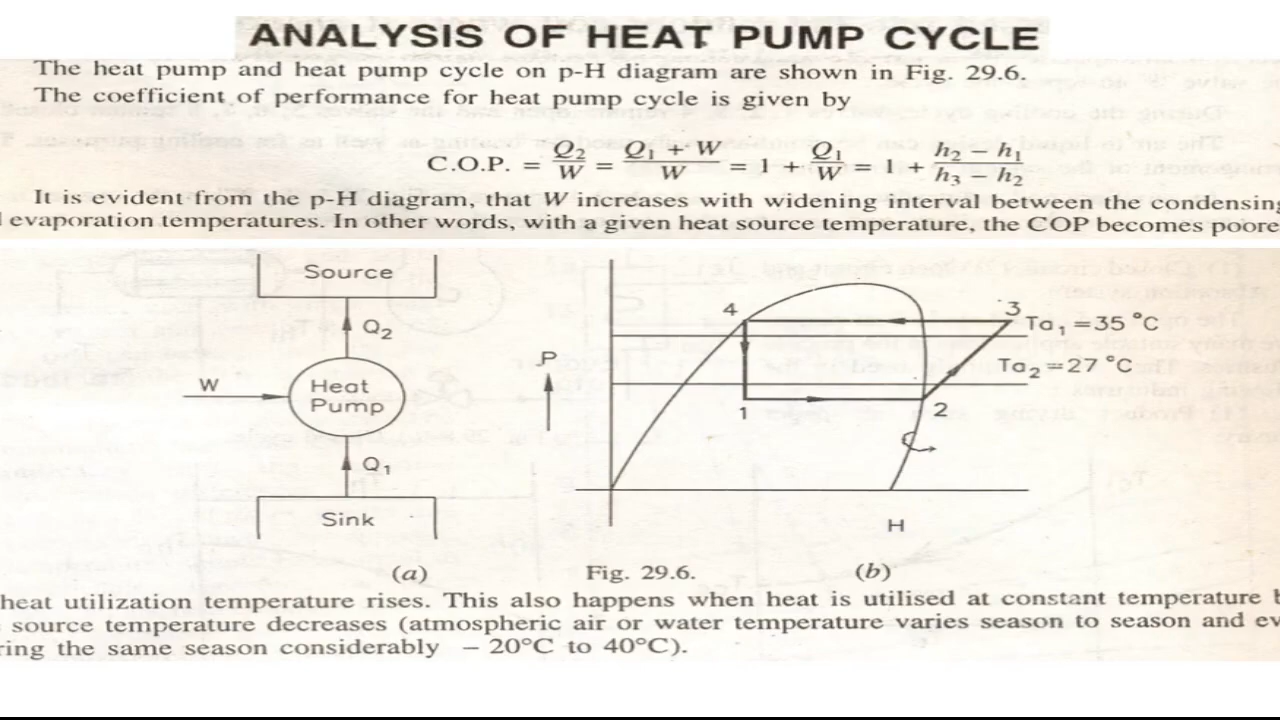 ANALYSIS OF HEAT PUMP CYCLE
The heat pump and heat pump cycle on p-H diagram are shown in Fig. 29.6.
The coefficient of performance for heat pump cycle is given by
C.O.P. = Q2/W = (Q1 + W)/W = 1 + Q1/W = 1 + (h2 − h1)/(h3 − h2)
It is evident from the p-H diagram, that W increases with widening interval between the condensing
evaporation temperatures. In other words, with a given heat source temperature, the COP becomes poore
Source
Q2
W
Heat
Pump
Q1
Sink
(a)
P
4
3
Ta1 = 35 °C
Ta2 = 27 °C
1
2
C
H
Fig. 29.6.
(b)
heat utilization temperature rises. This also happens when heat is utilised at constant temperature b
source temperature decreases (atmospheric air or water temperature varies season to season and ev
ring the same season considerably − 20°C to 40°C).